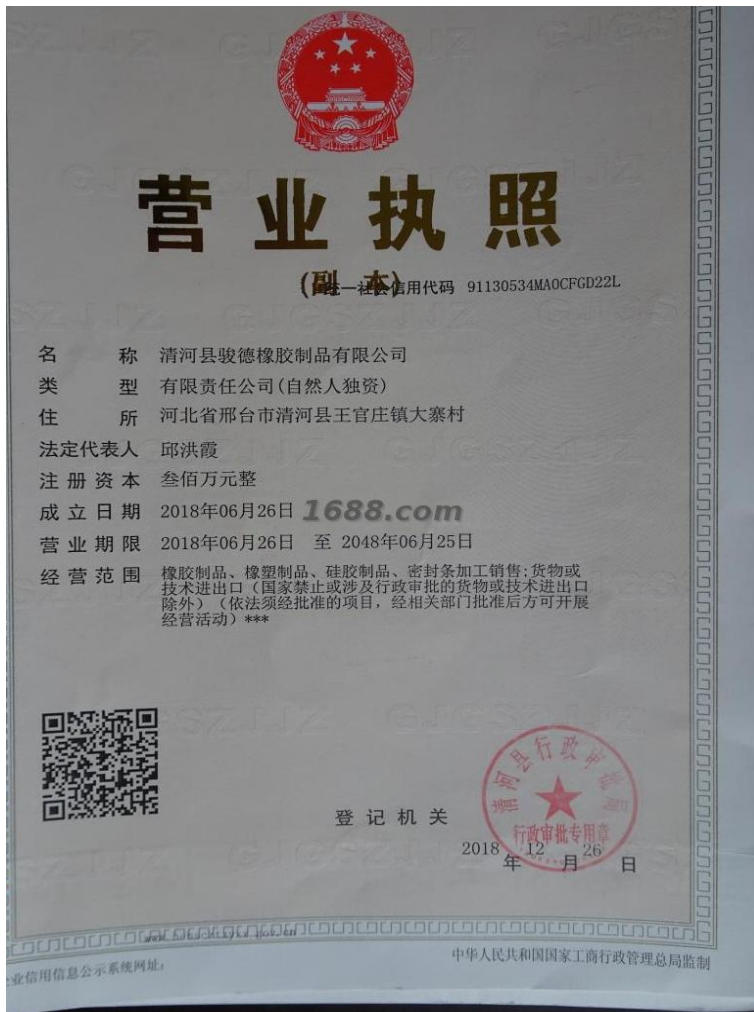 营业执照
(副 本)
统一社会信用代码 91130534MA0CFGD22L
名 称 清河县骏德橡胶制品有限公司
类 型 有限责任公司(自然人独资)
住 所 河北省邢台市清河县王官庄镇大寨村
法定代表人 邱洪霞
注册资本 叁佰万元整
成立日期 2018年06月26日
1688.com
营业期限 2018年06月26日 至 2048年06月25日
经营范围 橡胶制品、橡塑制品、硅胶制品、密封条加工销售;货物或
技术进出口（国家禁止或涉及行政审批的货物或技术进出口
除外）（依法须经批准的项目，经相关部门批准后方可开展
经营活动）***
清河县行政审批局
行政审批专用章
登记机关
2018 年 12 月 26 日
业信用信息公示系统网址:
中华人民共和国国家工商行政管理总局监制